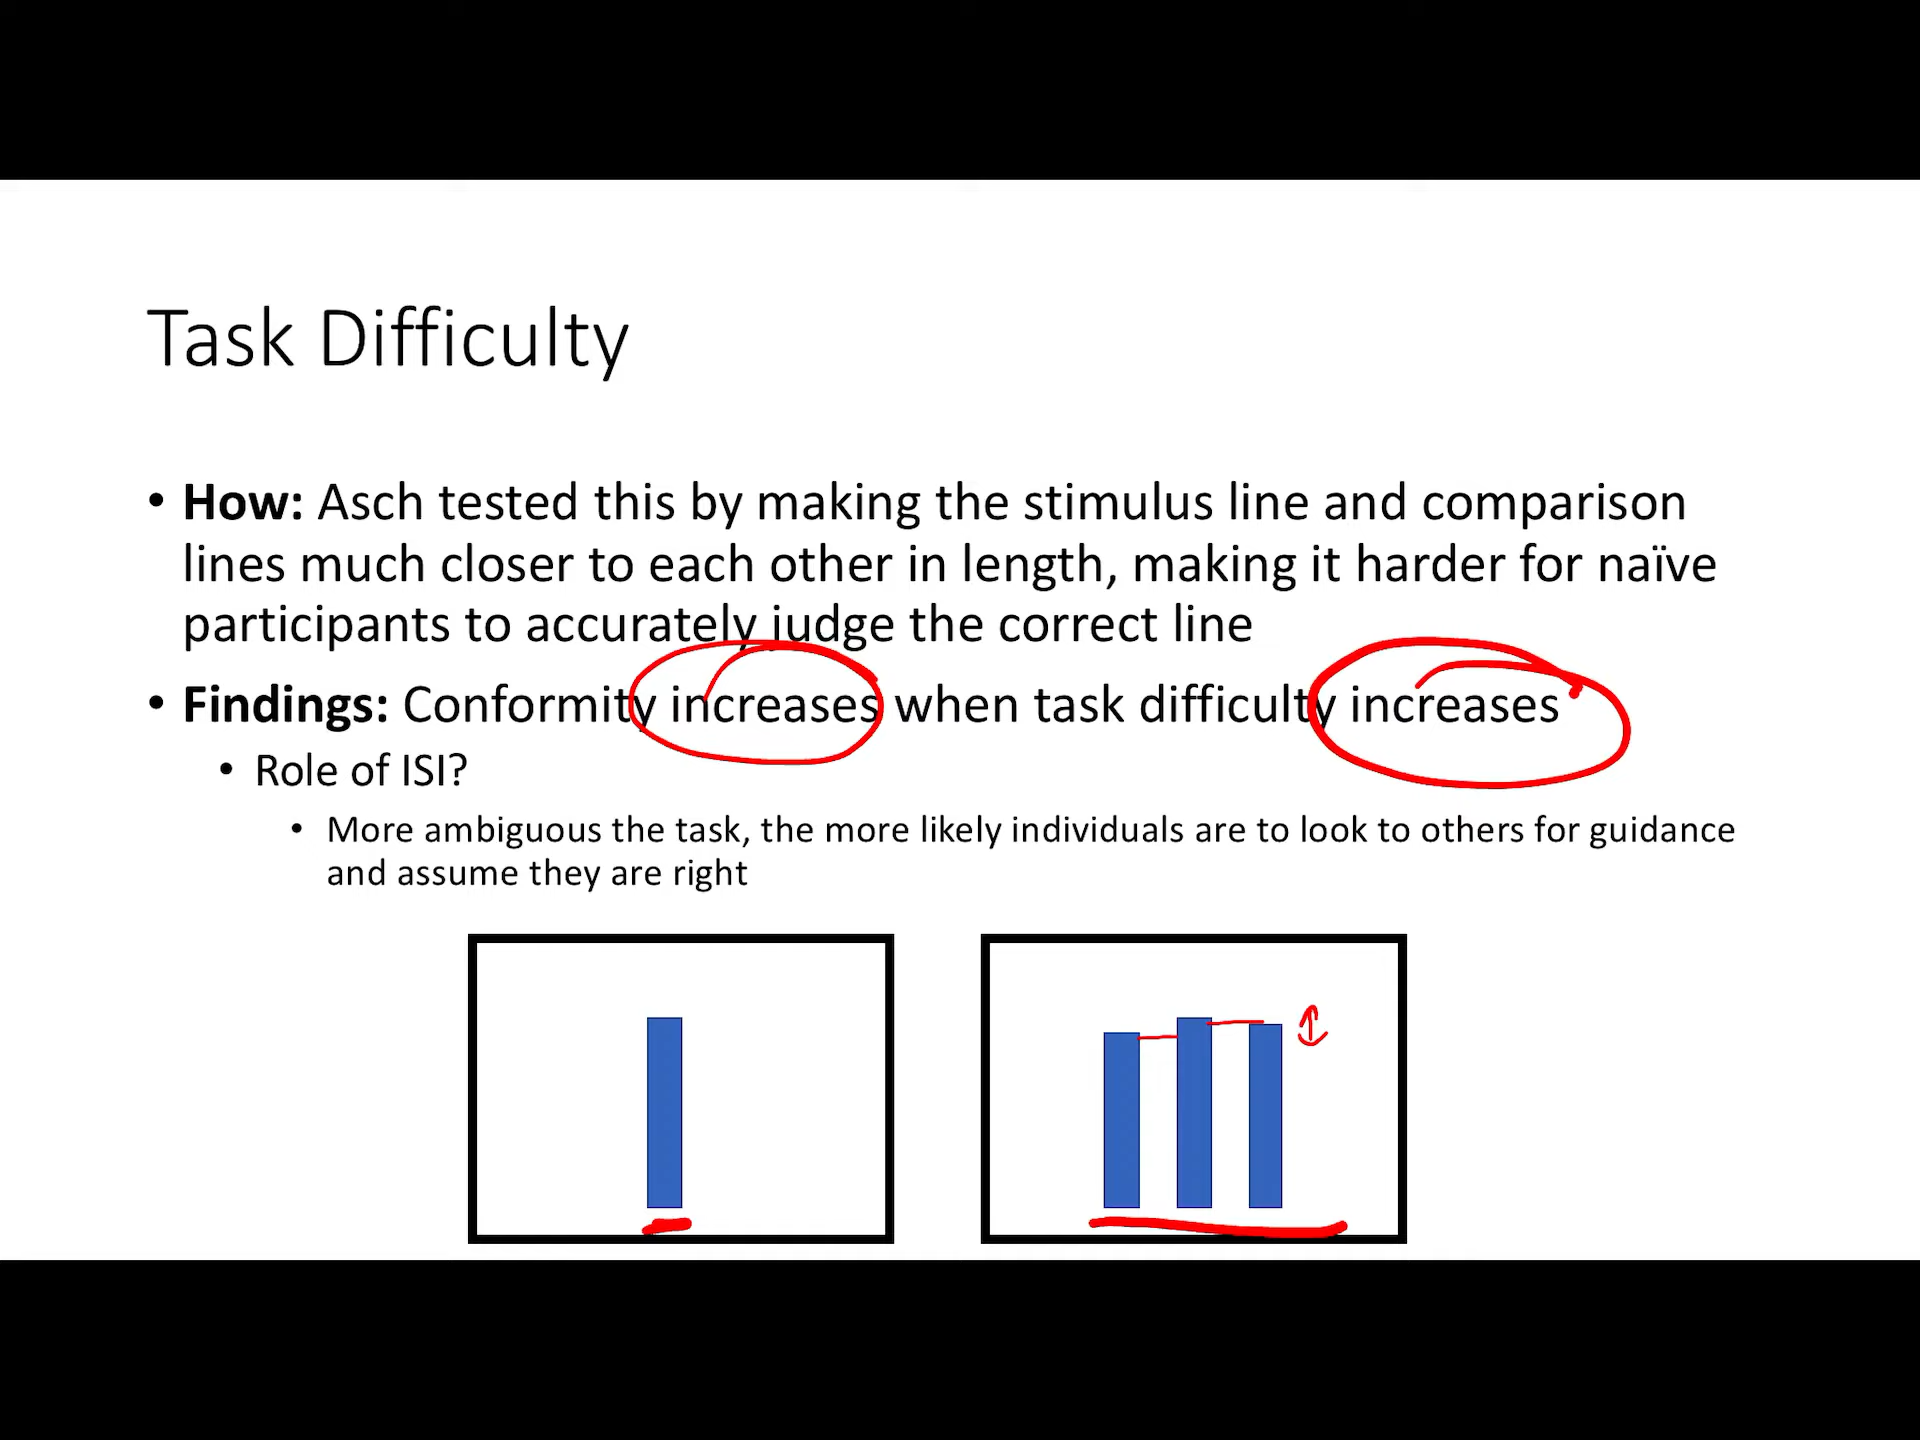 Task Difficulty
• How: Asch tested this by making the stimulus line and comparison
lines much closer to each other in length, making it harder for naïve
participants to accurately judge the correct line
• Findings: Conformity increases when task difficulty increases
• Role of ISI?
• More ambiguous the task, the more likely individuals are to look to others for guidance
and assume they are right